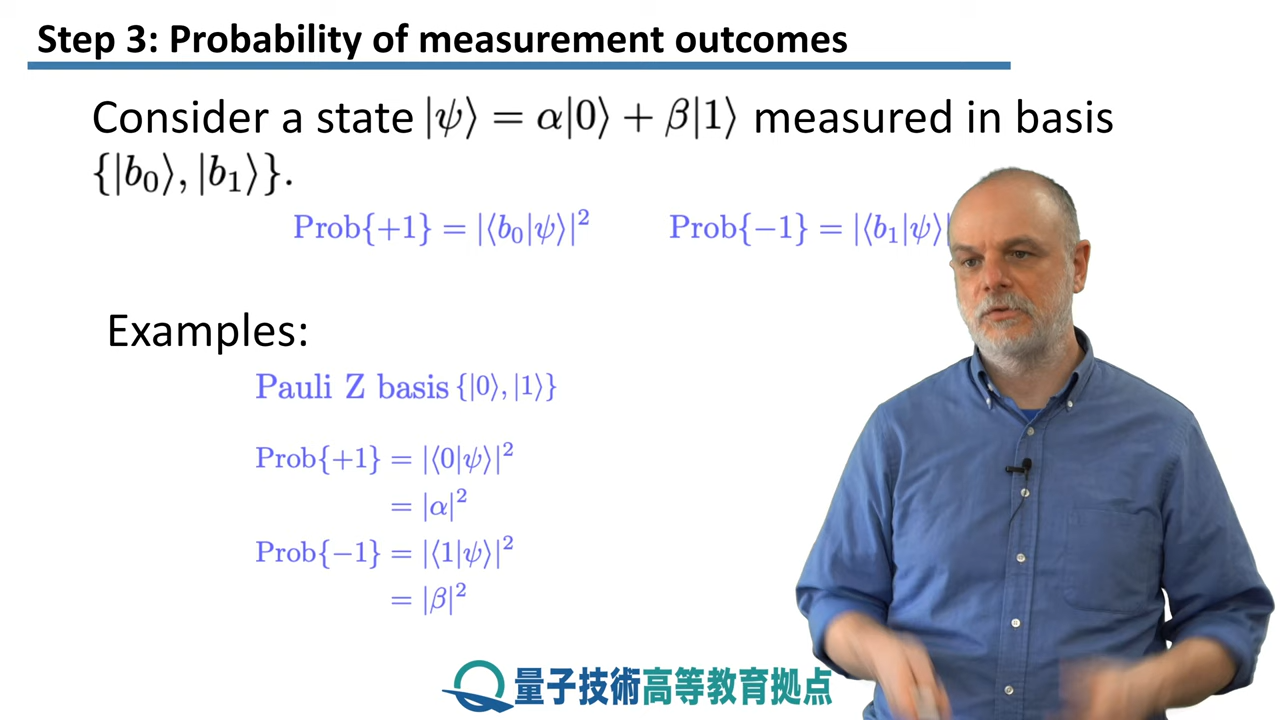 Step 3: Probability of measurement outcomes
Consider a state |ψ⟩ = α|0⟩ + β|1⟩ measured in basis
{|b₀⟩, |b₁⟩}.
Prob{+1} = |⟨b₀|ψ⟩|² Prob{−1} = |⟨b₁|ψ⟩|
Examples:
Pauli Z basis {|0⟩, |1⟩}
Prob{+1} = |⟨0|ψ⟩|²
= |α|²
Prob{−1} = |⟨1|ψ⟩|²
= |β|²
量子技術高等教育拠点